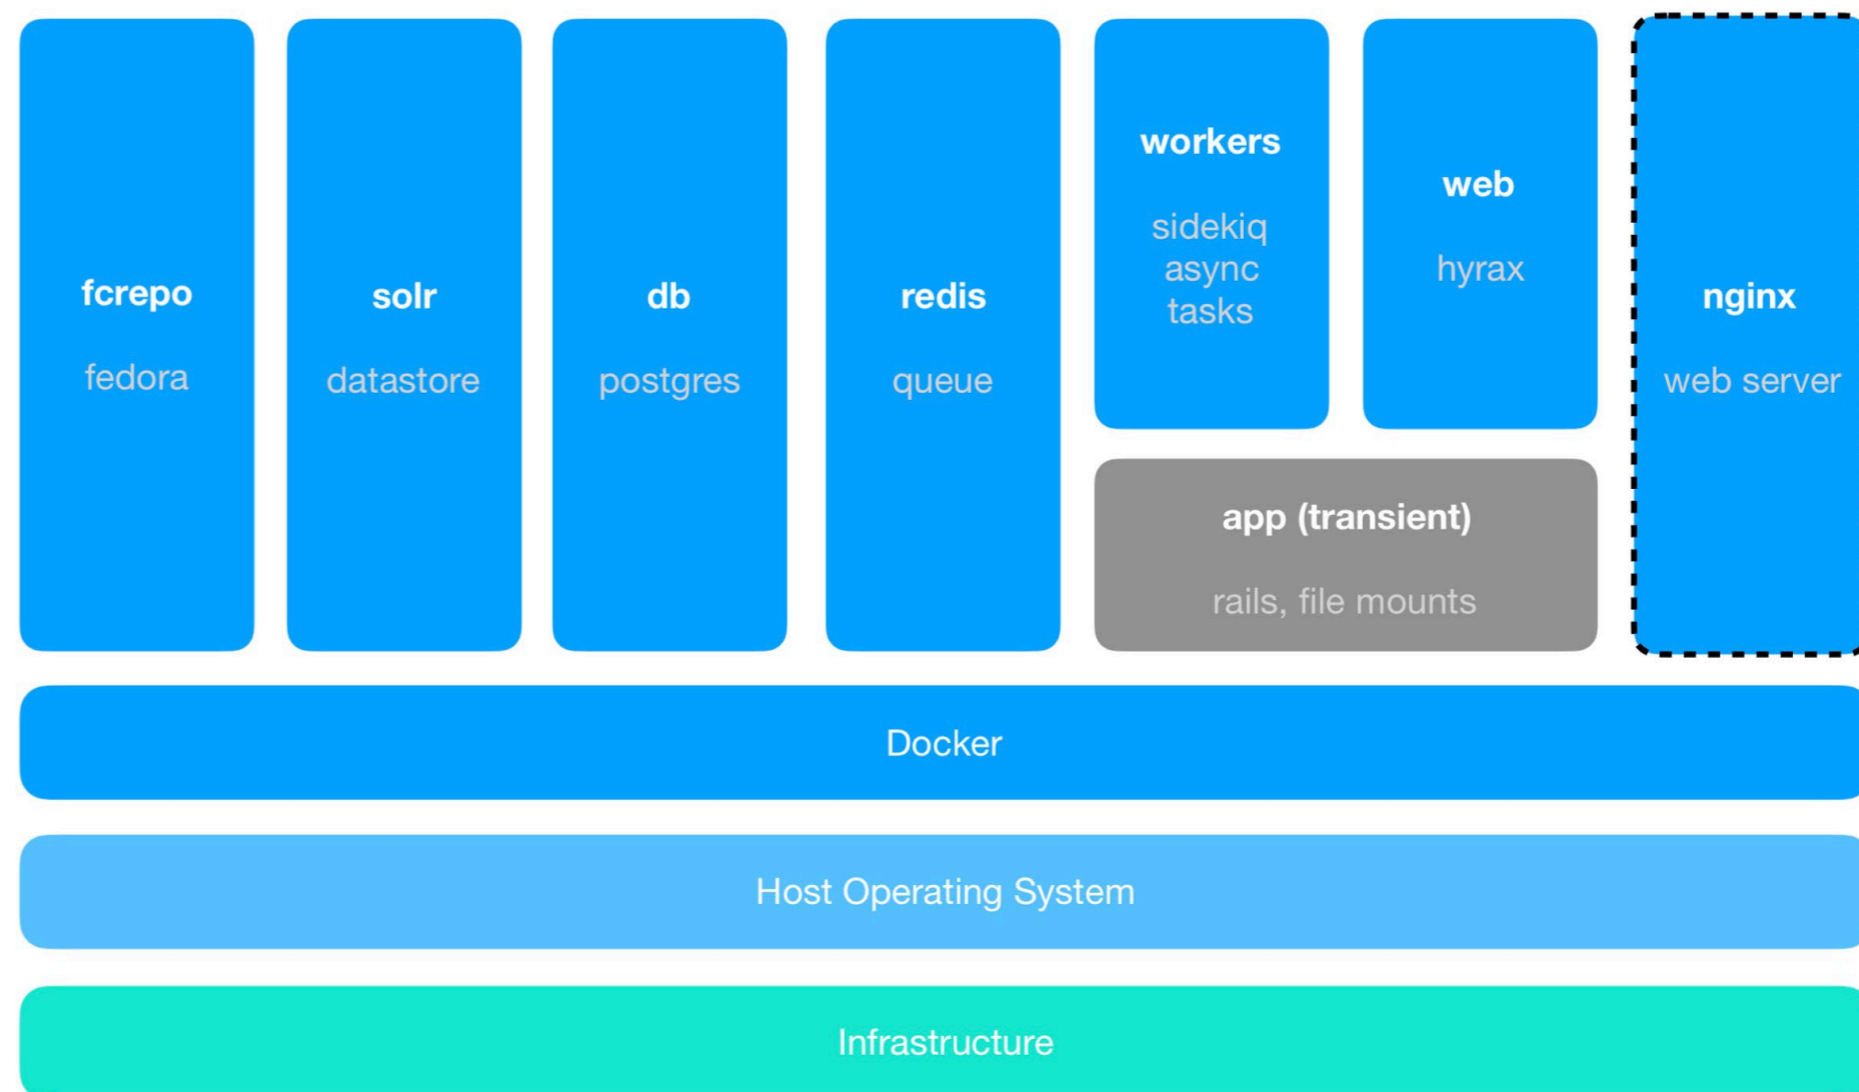 fcrepo
fedora
solr
datastore
db
postgres
redis
queue
workers
sidekiq
async
tasks
web
hyrax
app (transient)
rails, file mounts
nginx
web server
Docker
Host Operating System
Infrastructure